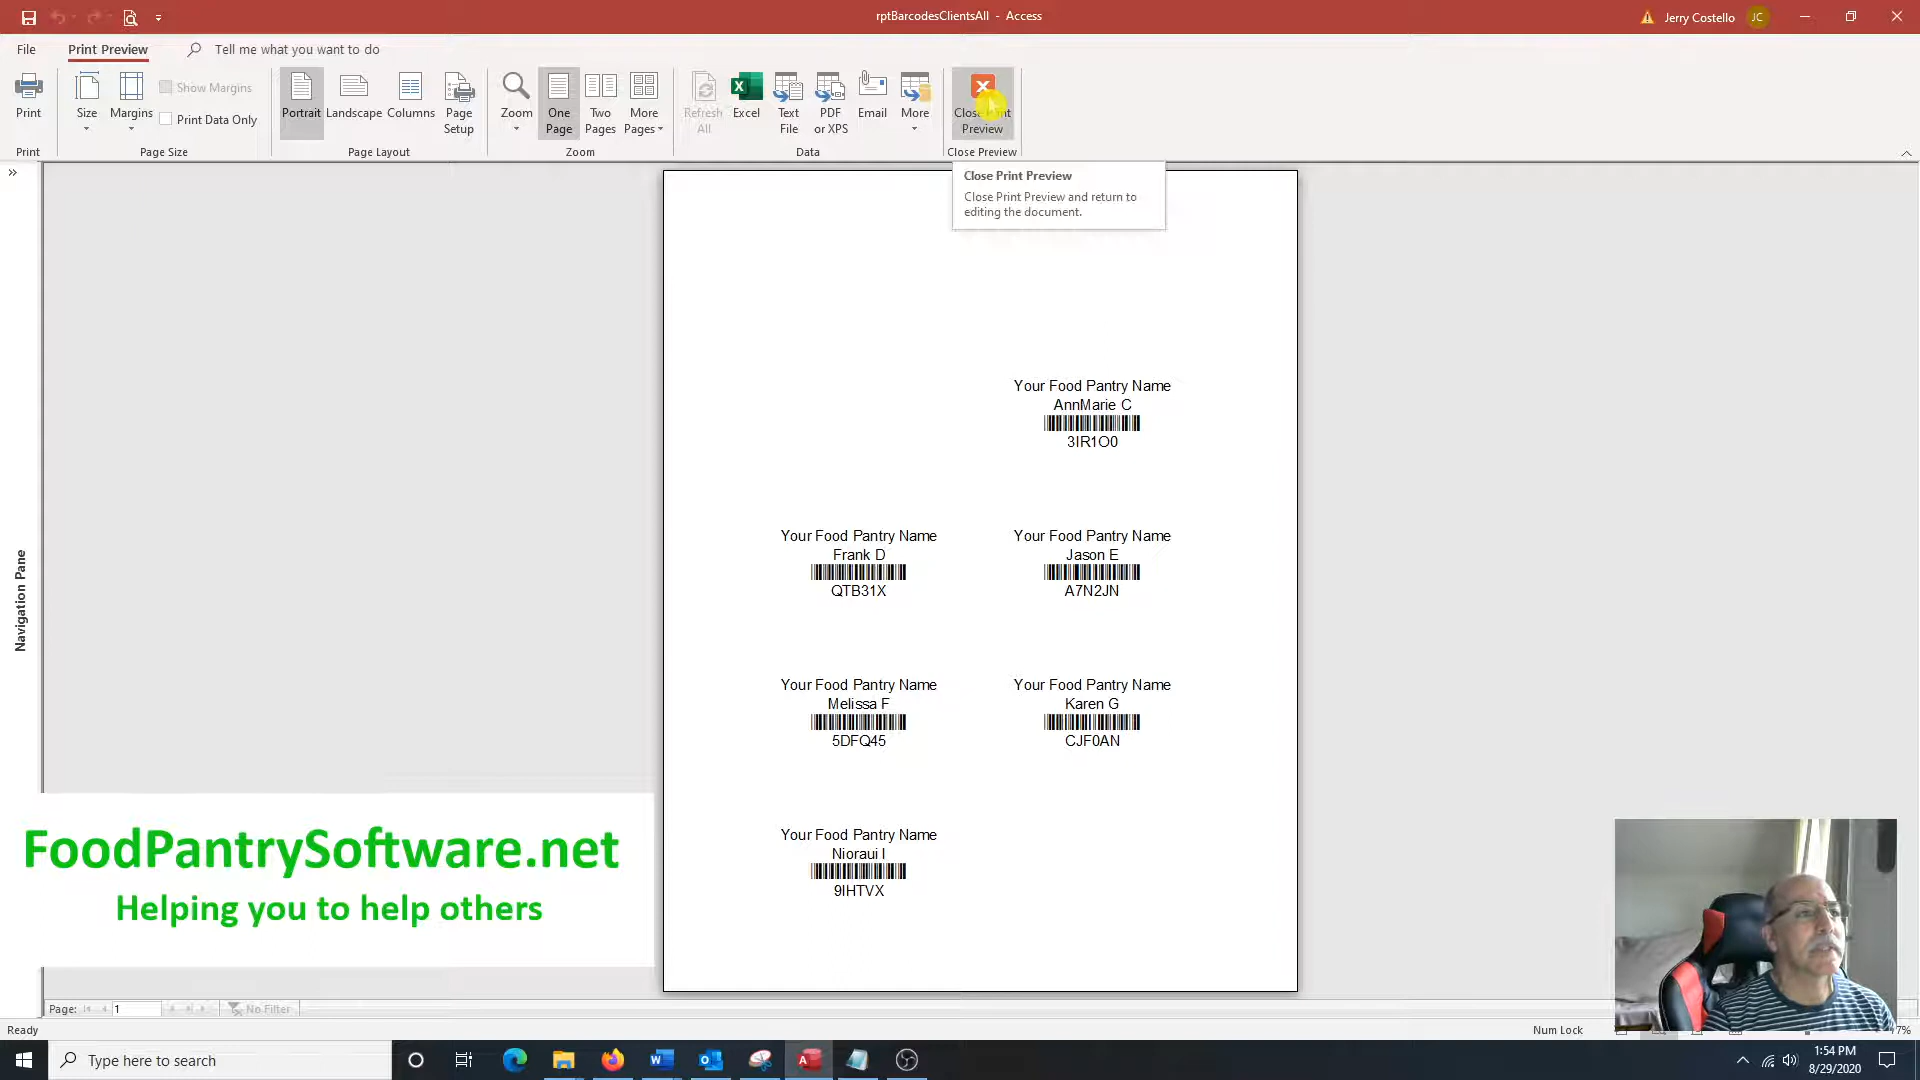 rptBarcodesClientsAll - Access
Jerry Costello
JC
File
Print Preview
Tell me what you want to do
Print
Size
Margins
Show Margins
Print Data Only
Portrait
Landscape
Columns
Page Setup
Zoom
One Page
Two Pages
More Pages
Refresh All
Excel
Text File
PDF or XPS
Email
More
Close Print Preview
Print
Page Size
Page Layout
Zoom
Data
Close Preview
Close Print Preview
Close Print Preview and return to
editing the document.
Navigation Pane
Your Food Pantry Name
AnnMarie C
3IR1O0
Your Food Pantry Name
Frank D
QTB31X
Your Food Pantry Name
Jason E
A7N2JN
Your Food Pantry Name
Melissa F
5DFQ45
Your Food Pantry Name
Karen G
CJF0AN
Your Food Pantry Name
Nioraui I
9IHTVX
FoodPantrySoftware.net
Helping you to help others
Page:
1
No Filter
Ready
Num Lock
Type here to search
1:54 PM
8/29/2020